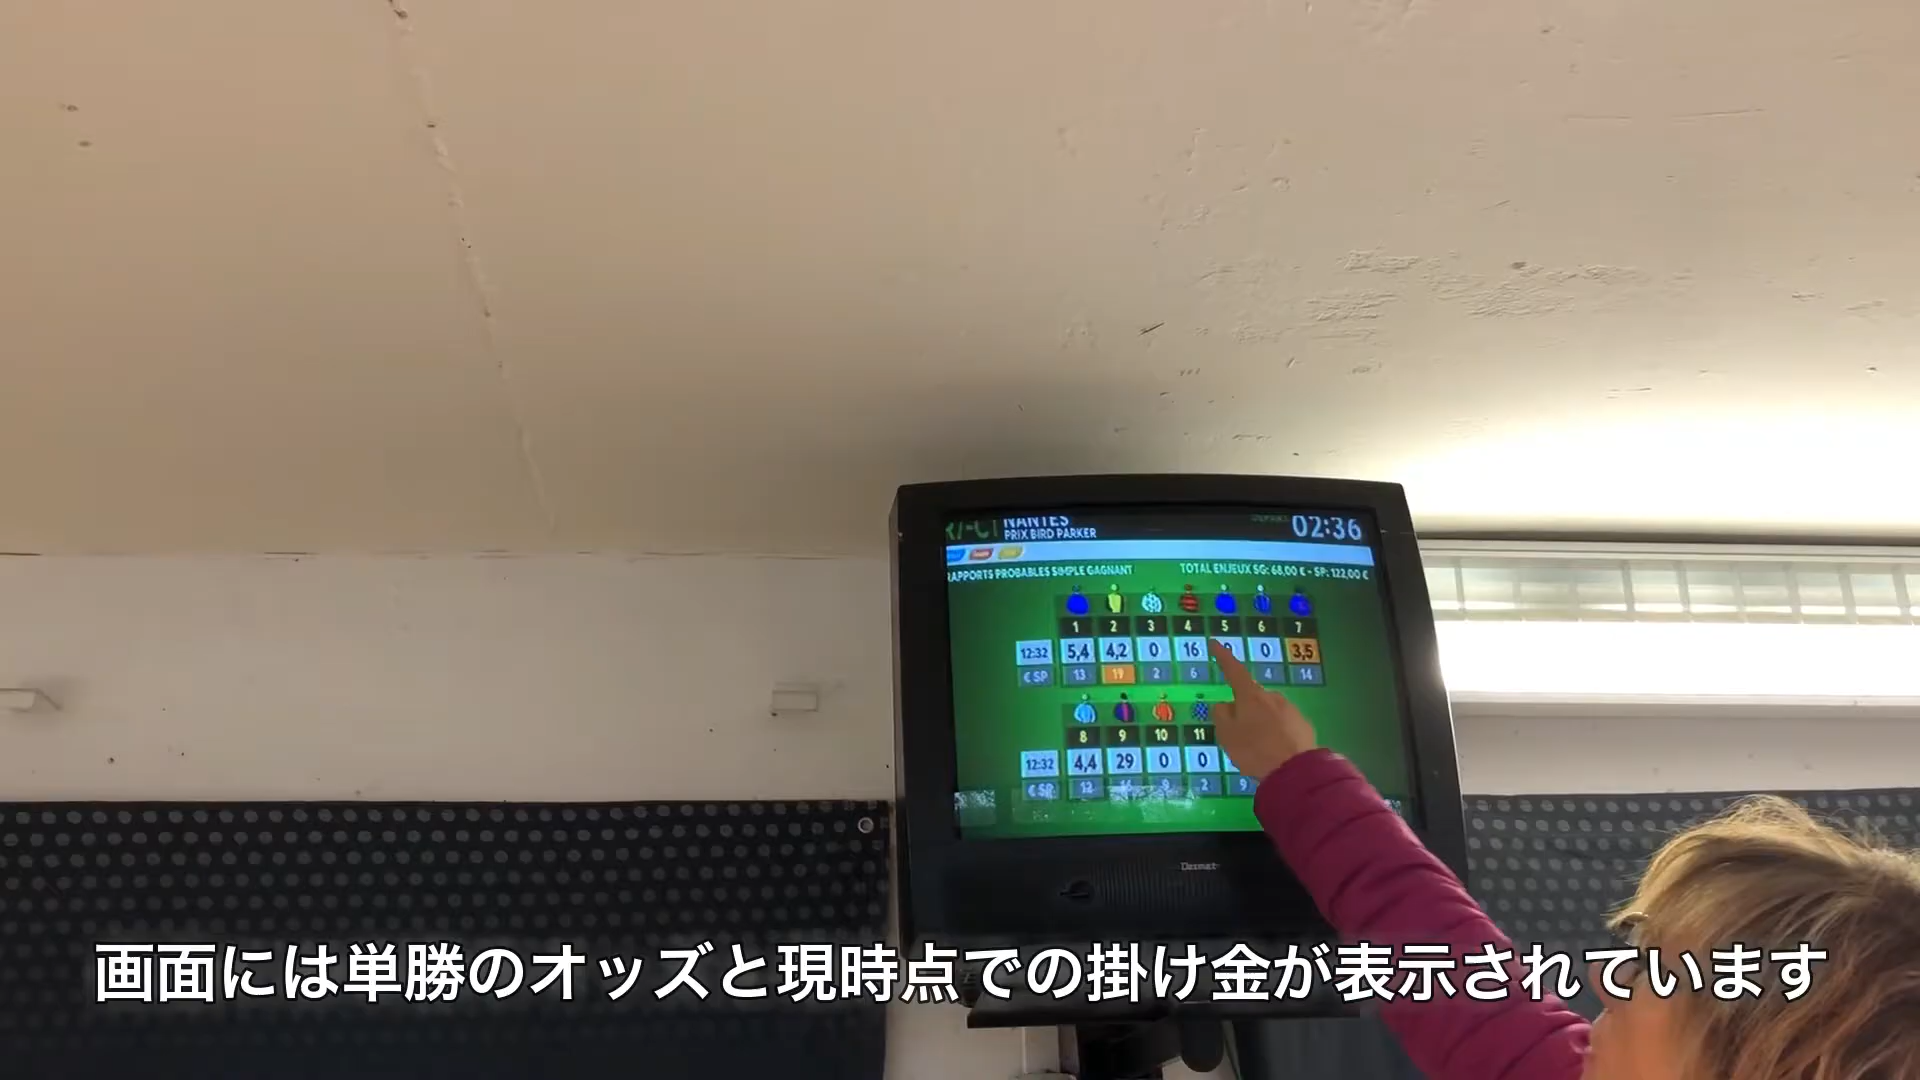 NANTES
PRIX BIRD PARKER
02:36
RAPPORTS PROBABLES SIMPLE GAGNANT
TOTAL ENJEUX SG: 68,00 € - SP: 122,00 €
1 2 3 4 5 6 7
12:32 5,4 4,2 0 16 0 3,5
€ SP 13 19 2 6 4 14
8 9 10 11
12:32 4,4 29 0 0
€ SP 12 16 9 2 9
画面には単勝のオッズと現時点での掛け金が表示されています